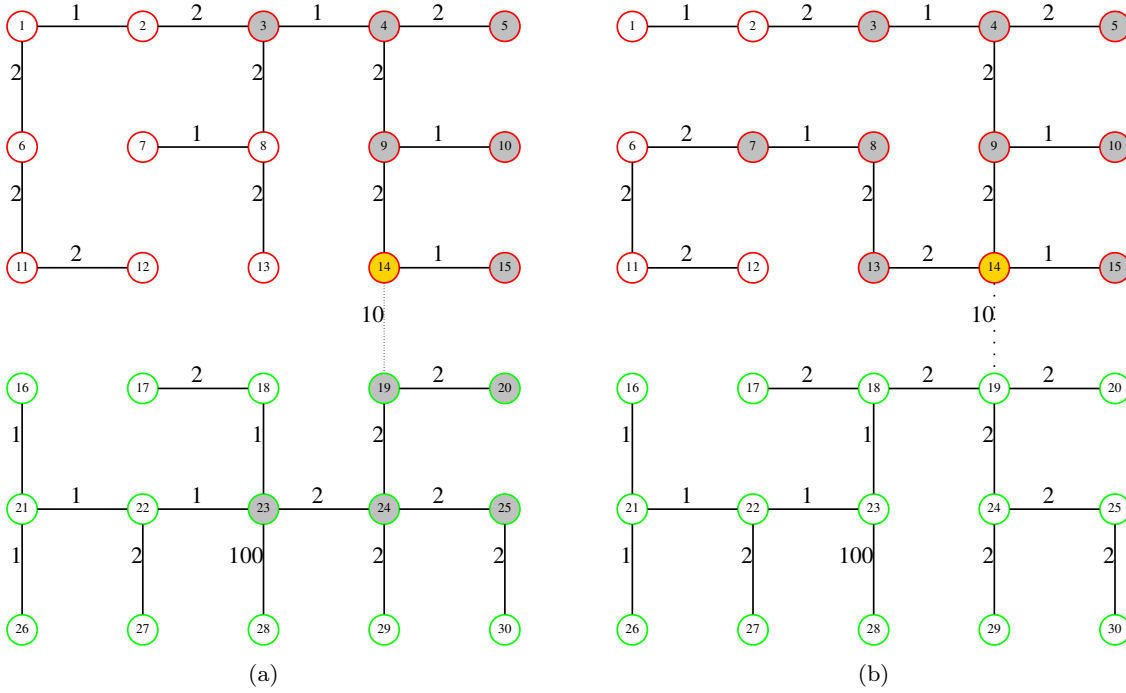 1 2 1 2 1 2 1 2
1 2 3 4 5 1 2 3 4 5
2 2 2 2
1 1 2 1 1
6 7 8 9 10 6 7 8 9 10
2 2 2 2 2 2
2 1 2 2 1
11 12 13 14 15 11 12 13 14 15
10 10
2 2 2 2 2
16 17 18 19 20 16 17 18 19 20
1 1 2 1 1 2
1 1 2 2 1 1 2
21 22 23 24 25 21 22 23 24 25
1 2 100 2 2 1 2 100 2 2
26 27 28 29 30 26 27 28 29 30
(a) (b)